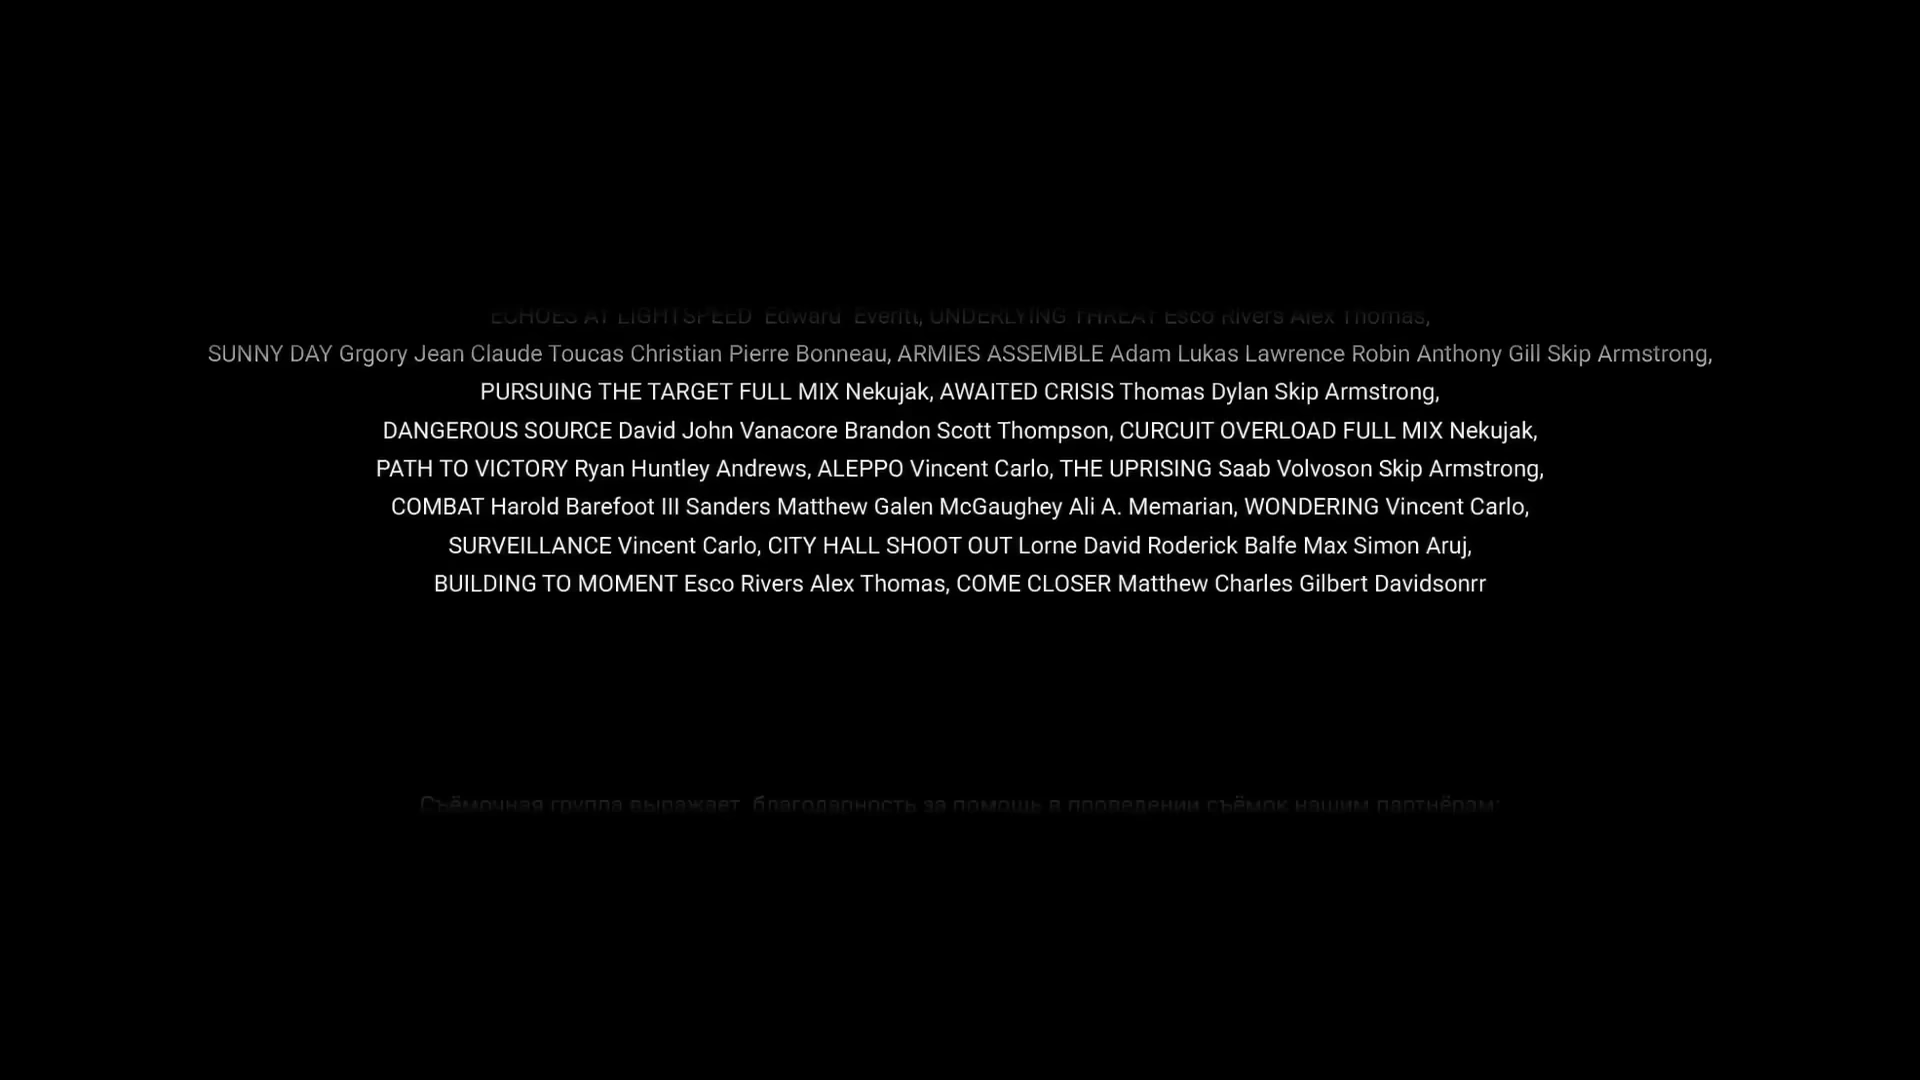 ECHOES AT LIGHTSPEED Edward Everitt, UNDERLYING THREAT Esco Rivers Alex Thomas,
SUNNY DAY Grgory Jean Claude Toucas Christian Pierre Bonneau, ARMIES ASSEMBLE Adam Lukas Lawrence Robin Anthony Gill Skip Armstrong,
PURSUING THE TARGET FULL MIX Nekujak, AWAITED CRISIS Thomas Dylan Skip Armstrong,
DANGEROUS SOURCE David John Vanacore Brandon Scott Thompson, CURCUIT OVERLOAD FULL MIX Nekujak,
PATH TO VICTORY Ryan Huntley Andrews, ALEPPO Vincent Carlo, THE UPRISING Saab Volvoson Skip Armstrong,
COMBAT Harold Barefoot III Sanders Matthew Galen McGaughey Ali A. Memarian, WONDERING Vincent Carlo,
SURVEILLANCE Vincent Carlo, CITY HALL SHOOT OUT Lorne David Roderick Balfe Max Simon Aruj,
BUILDING TO MOMENT Esco Rivers Alex Thomas, COME CLOSER Matthew Charles Gilbert Davidsonrr
Съёмочная группа выражает благодарность за помощь в проведении съёмок нашим партнёрам: